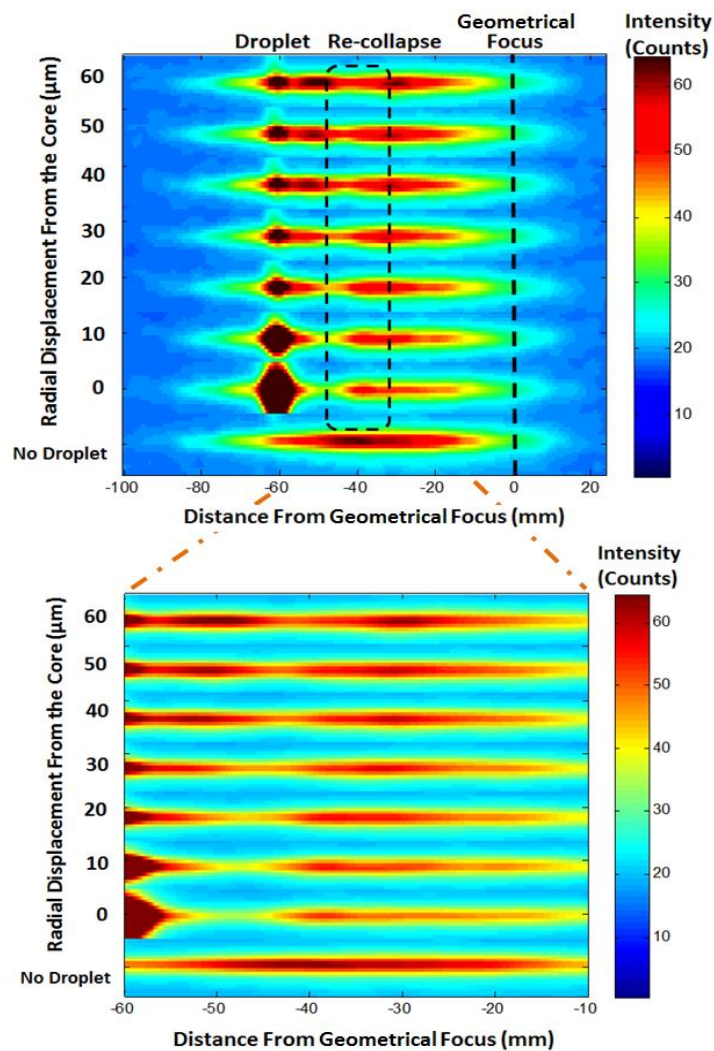 Geometrical
Focus
Droplet Re-collapse
Intensity
(Counts)
Radial Displacement From the Core (µm)
60
50
40
30
20
10
0
No Droplet
-100 -80 -60 -40 -20 0 20
60
50
40
30
20
10
Distance From Geometrical Focus (mm)
Intensity
(Counts)
Radial Displacement From the Core (µm)
60
50
40
30
20
10
0
No Droplet
-60 -50 -40 -30 -20 -10
60
50
40
30
20
10
Distance From Geometrical Focus (mm)